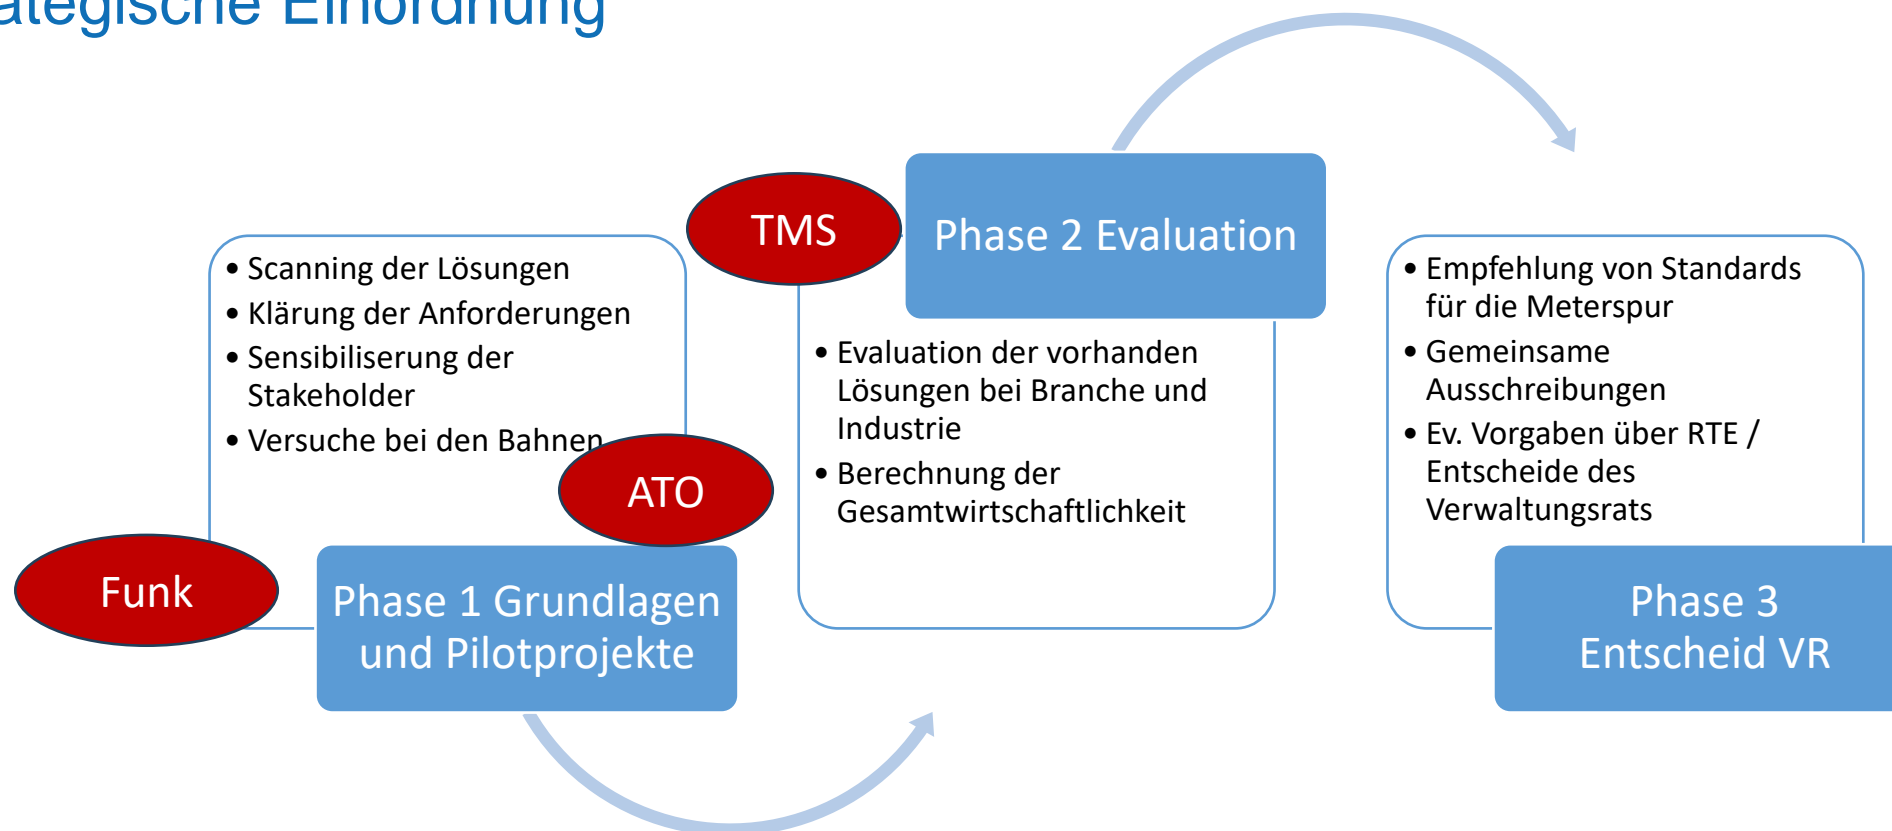 ategische Einordnung
• Scanning der Lösungen
• Klärung der Anforderungen
• Sensibiliserung der
Stakeholder
• Versuche bei den Bahnen
ATO
Funk
Phase 1 Grundlagen
und Pilotprojekte
TMS
Phase 2 Evaluation
• Evaluation der vorhanden
Lösungen bei Branche und
Industrie
• Berechnung der
Gesamtwirtschaftlichkeit
• Empfehlung von Standards
für die Meterspur
• Gemeinsame
Ausschreibungen
• Ev. Vorgaben über RTE /
Entscheide des
Verwaltungsrats
Phase 3
Entscheid VR